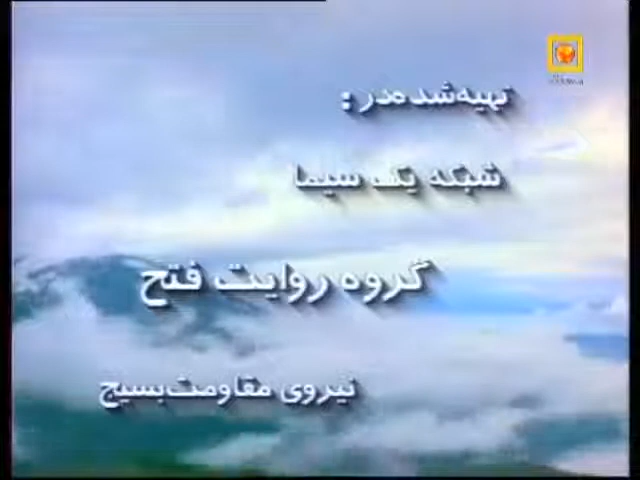 تهیه‌شده‌در :
شبکه یک سیما
گروه روایت فتح
نیروی مقاومت‌بسیج